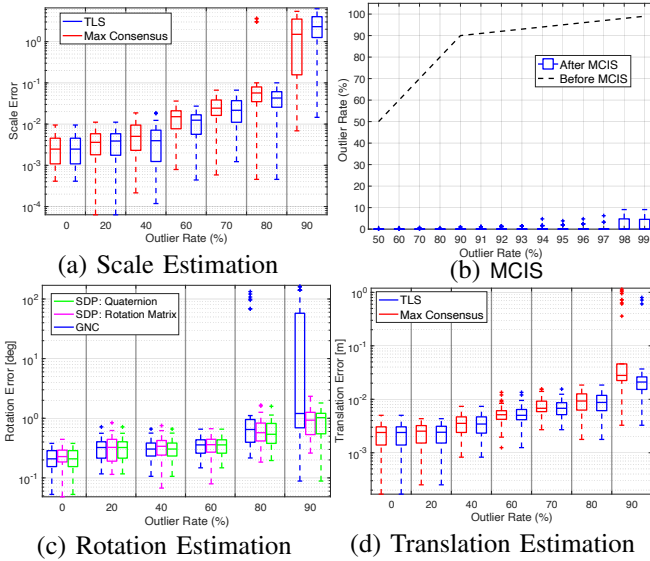 TLS
Max Consensus
Scale Error
10^0
10^-1
10^-2
10^-3
10^-4
0 20 40 60 70 80 90
Outlier Rate (%)
(a) Scale Estimation
After MCIS
Before MCIS
Outlier Rate (%)
100
90
80
70
60
50
40
30
20
10
0
50 60 70 80 90 91 92 93 94 95 96 97 98 99
Outlier Rate (%)
(b) MCIS
SDP: Quaternion
SDP: Rotation Matrix
GNC
Rotation Error [deg]
10^2
10^1
10^0
10^-1
0 20 40 60 80 90
Outlier Rate (%)
(c) Rotation Estimation
TLS
Max Consensus
Translation Error [m]
10^0
10^-1
10^-2
10^-3
0 20 40 60 70 80 90
Outlier Rate (%)
(d) Translation Estimation